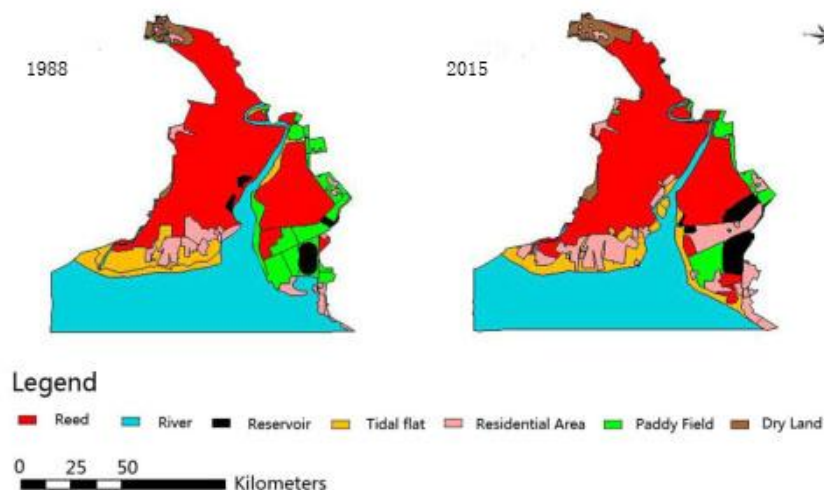 1988
2015
Legend
Reed River Reservoir Tidal flat Residential Area Paddy Field Dry Land
0 25 50
Kilometers